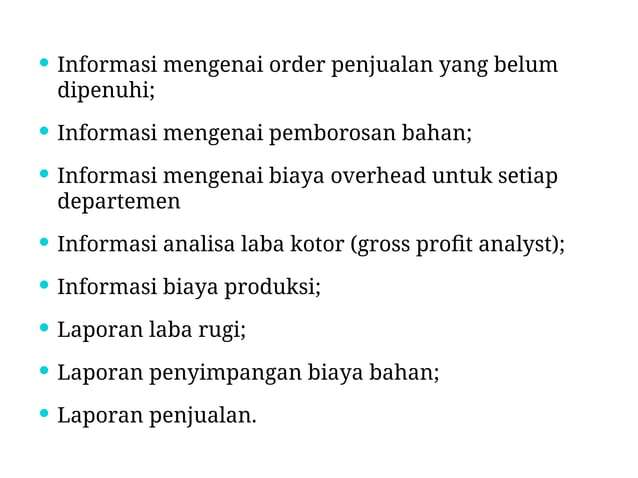 Informasi mengenai order penjualan yang belum
dipenuhi;
Informasi mengenai pemborosan bahan;
Informasi mengenai biaya overhead untuk setiap
departemen
Informasi analisa laba kotor (gross profit analyst);
Informasi biaya produksi;
Laporan laba rugi;
Laporan penyimpangan biaya bahan;
Laporan penjualan.